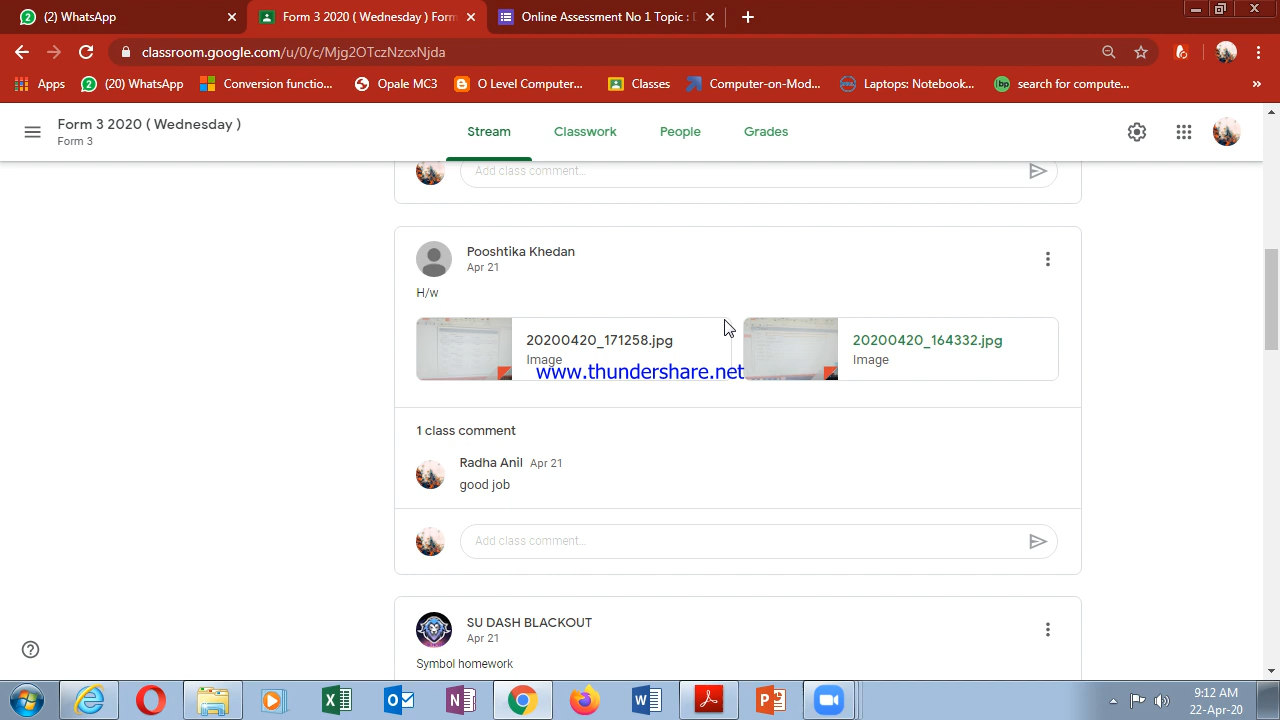 (2) WhatsApp
Form 3 2020 ( Wednesday ) Form
Online Assessment No 1 Topic :
classroom.google.com/u/0/c/Mjg2OTczNzcxNjda
Apps
(20) WhatsApp
Conversion functio...
Opale MC3
O Level Computer...
Classes
Computer-on-Mod...
Laptops: Notebook...
search for compute...
»
Form 3 2020 ( Wednesday )
Form 3
Stream
Classwork
People
Grades
Add class comment...
Pooshtika Khedan
Apr 21
H/w
20200420_171258.jpg
Image
20200420_164332.jpg
Image
www.thundershare.net
1 class comment
Radha Anil Apr 21
good job
Add class comment...
SU DASH BLACKOUT
Apr 21
Symbol homework
9:12 AM
22-Apr-20